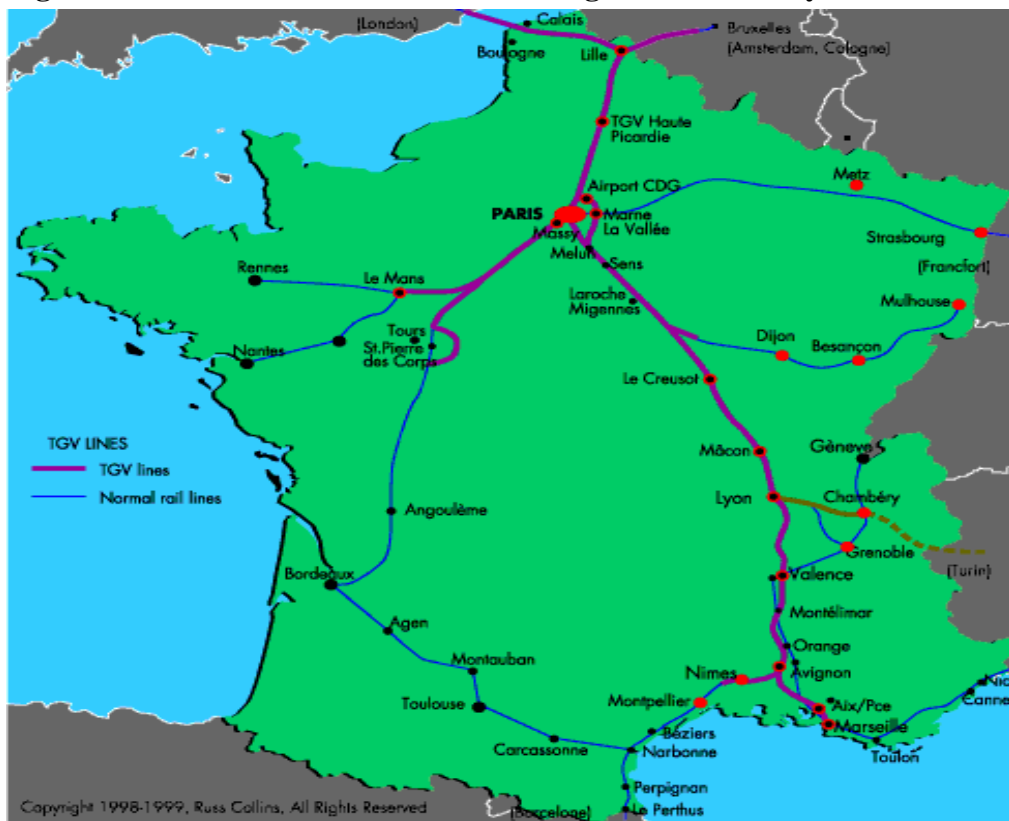 (London)
Calais
Bruxelles
(Amsterdam, Cologne)
Boulogne
Lille
TGV Haute
Picardie
Metz
Airport CDG
PARIS
Marne
La Vallée
Massy
Melun
Strasbourg
Sens
(Francfort)
Rennes
Le Mans
Laroche
Migennes
Mulhouse
Tours
Dijon
St.Pierre
des Corps
Besançon
Nantes
Le Creusot
TGV LINES
TGV lines
Normal rail lines
Mâcon
Gèneve
Lyon
Chambéry
Angoulème
Grenoble
(Turin)
Bordeaux
Valence
Montélimar
Agen
Orange
Montauban
Nimes
Avignon
Toulouse
Montpellier
Aix/Pce
Cannes
Marseille
Béziers
Carcassonne
Narbonne
Toulon
Perpignan
Le Perthus
(Barcelone)
Copyright 1998-1999, Russ Collins, All Rights Reserved